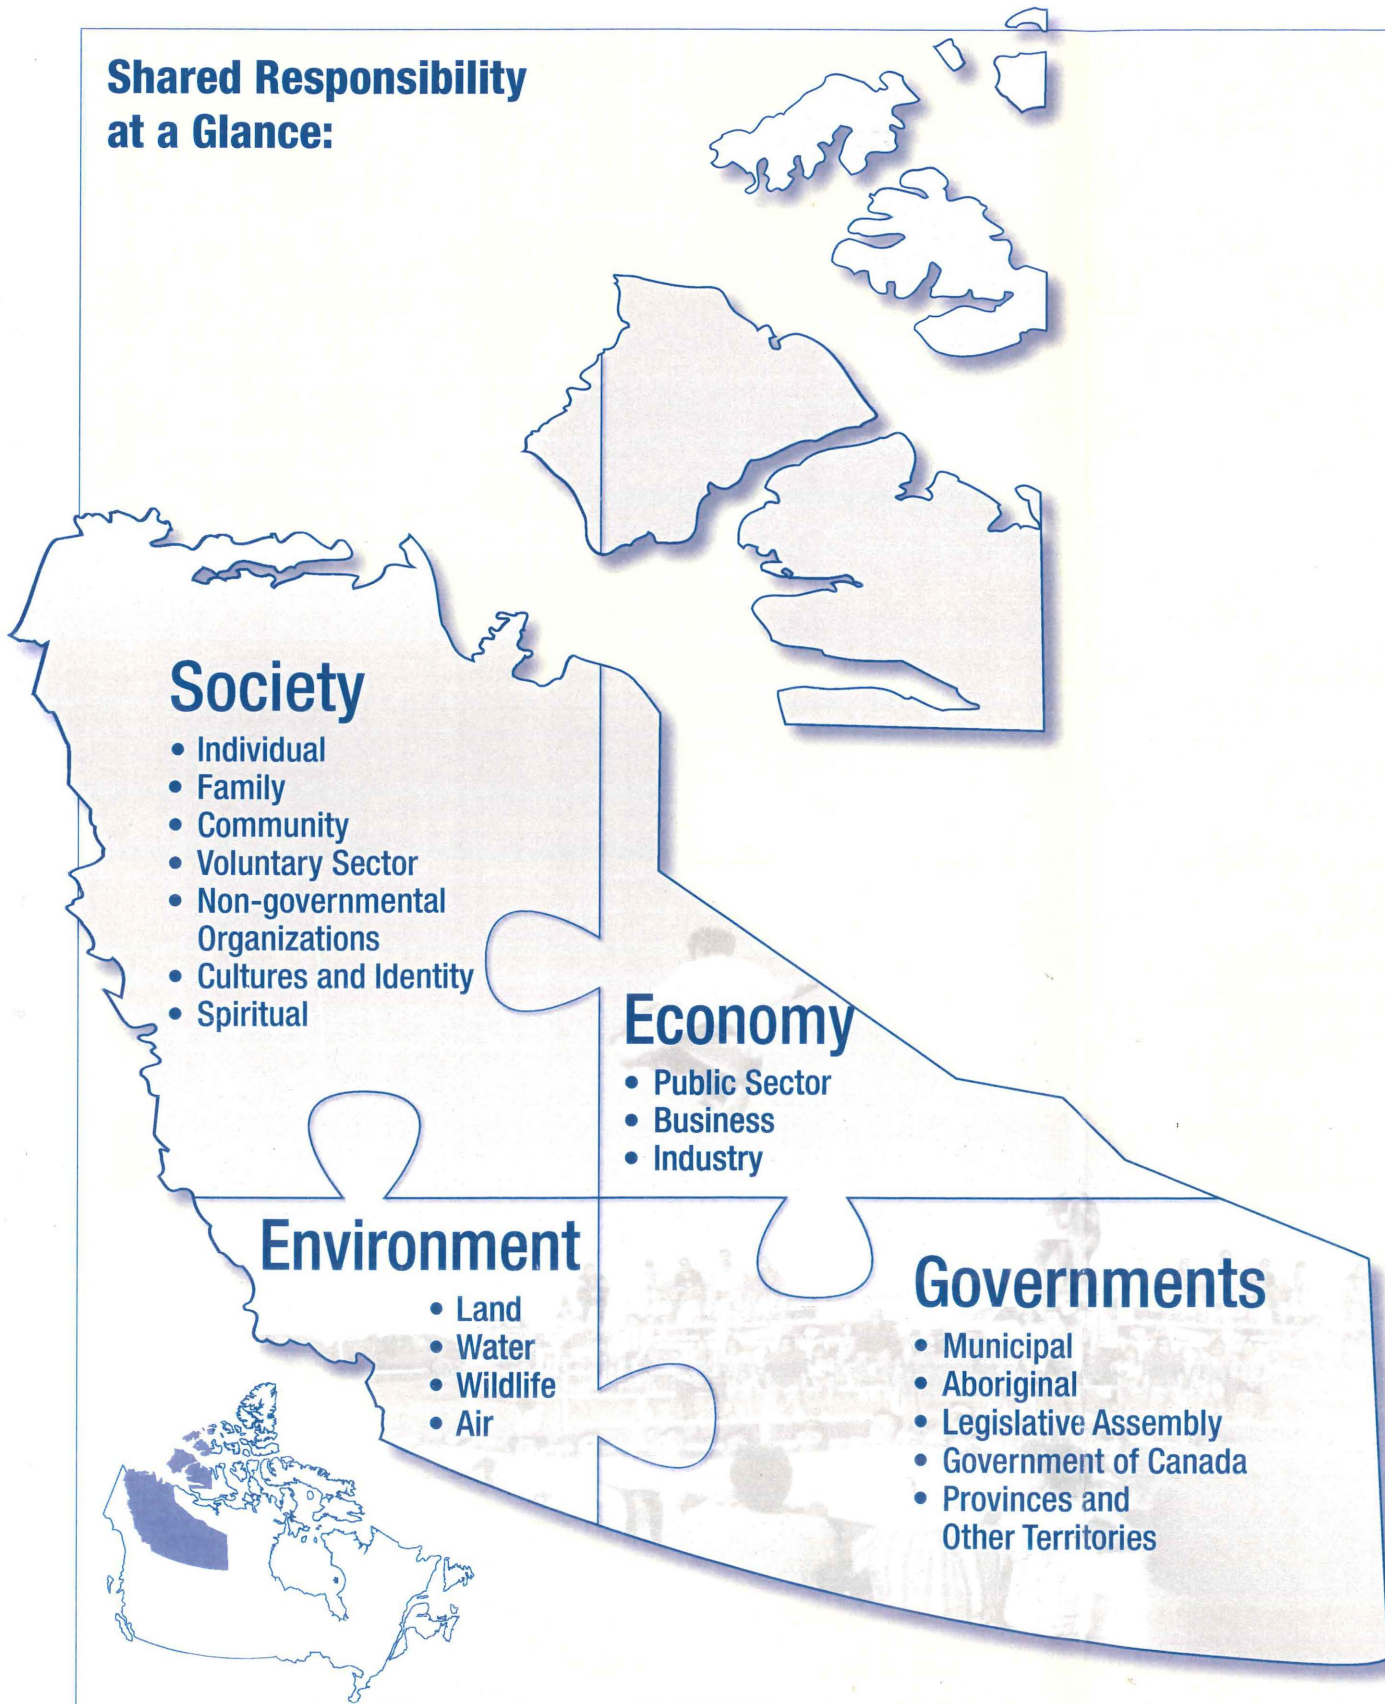 Shared Responsibility
at a Glance:
Society
• Individual
• Family
• Community
• Voluntary Sector
• Non-governmental
Organizations
• Cultures and Identity
• Spiritual
Economy
• Public Sector
• Business
• Industry
Environment
• Land
• Water
• Wildlife
• Air
Governments
• Municipal
• Aboriginal
• Legislative Assembly
• Government of Canada
• Provinces and
Other Territories